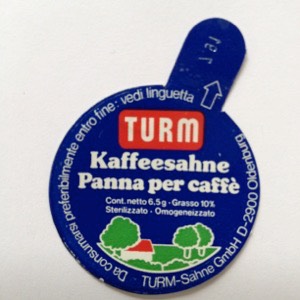 TURM
Kaffeesahne
Panna per caffè
Cont. netto 6.5g - Grasso 10%
Sterilizzato - Omogeneizzato
Da consumarsi preferibilmente entro fine: vedi linguetta
TURM-Sahne GmbH D-2900 Oldenburg